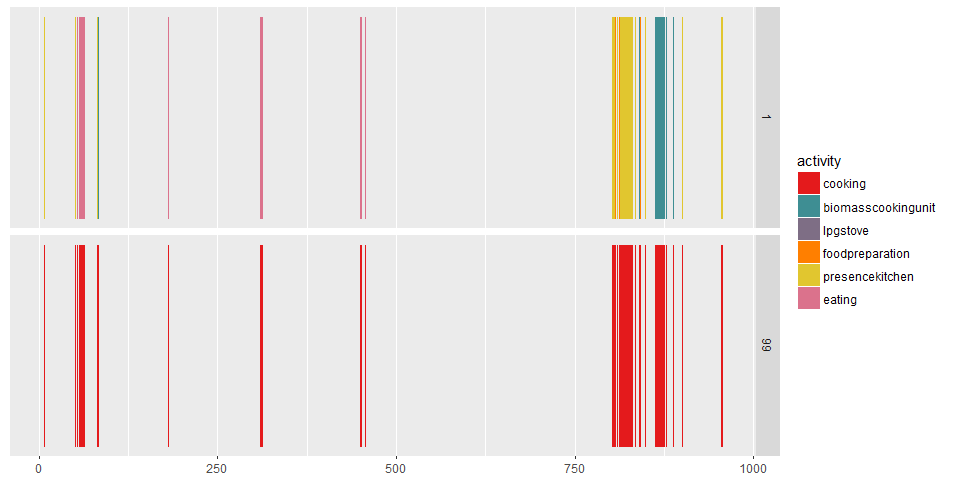 1
99
0
250
500
750
1000
activity
cooking
biomasscookingunit
lpgstove
foodpreparation
presencekitchen
eating